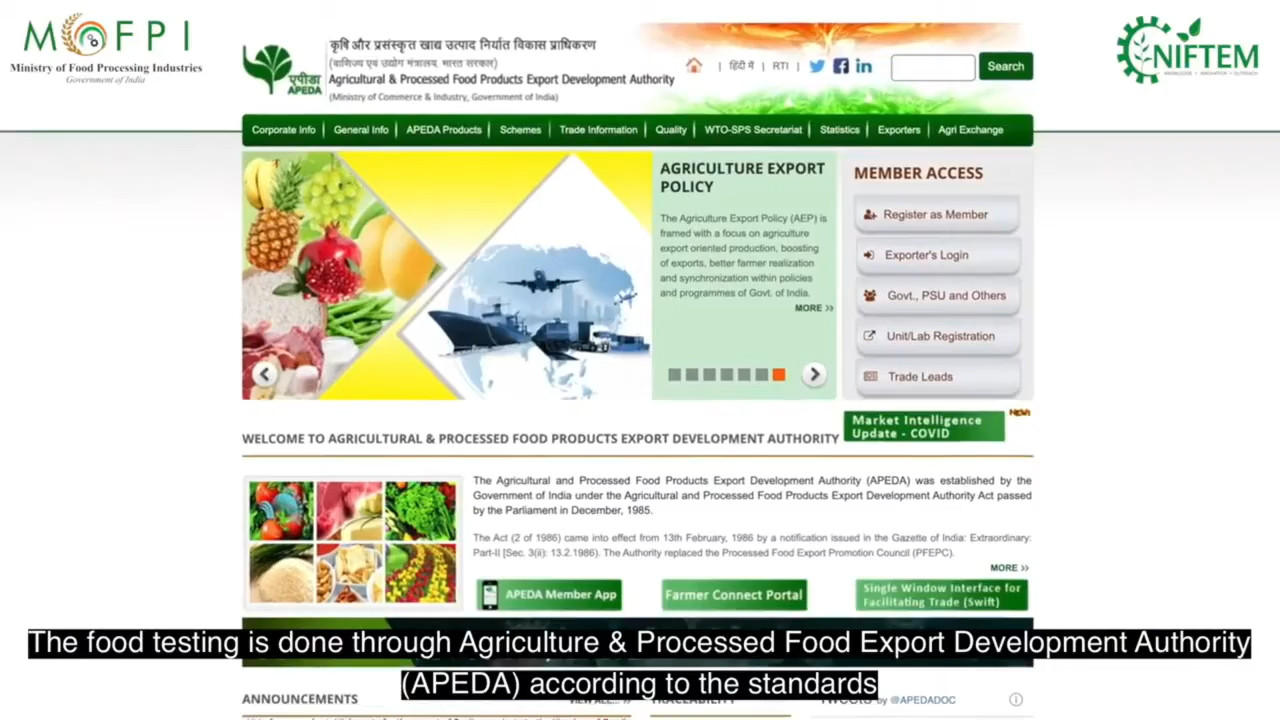 MOFPI
Ministry of Food Processing Industries
Government of India
कृषि और प्रसंस्कृत खाद्य उत्पाद निर्यात विकास प्राधिकरण
(वाणिज्य एवं उद्योग मंत्रालय, भारत सरकार)
एपीडा
APEDA
Agricultural & Processed Food Products Export Development Authority
(Ministry of Commerce & Industry, Government of India)
| हिंदी में | RTI |
Search
NIFTEM
KNOWLEDGE • INNOVATION • OUTREACH
Corporate Info | General Info | APEDA Products | Schemes | Trade Information | Quality | WTO-SPS Secretariat | Statistics | Exporters | Agri Exchange
AGRICULTURE EXPORT
POLICY
The Agriculture Export Policy (AEP) is
framed with a focus on agriculture
export oriented production, boosting
of exports, better farmer realization
and synchronization within policies
and programmes of Govt. of India.
MORE >>
MEMBER ACCESS
Register as Member
Exporter's Login
Govt., PSU and Others
Unit/Lab Registration
Trade Leads
Market Intelligence
Update - COVID
NEW!
WELCOME TO AGRICULTURAL & PROCESSED FOOD PRODUCTS EXPORT DEVELOPMENT AUTHORITY
The Agricultural and Processed Food Products Export Development Authority (APEDA) was established by the
Government of India under the Agricultural and Processed Food Products Export Development Authority Act passed
by the Parliament in December, 1985.
The Act (2 of 1986) came into effect from 13th February, 1986 by a notification issued in the Gazette of India: Extraordinary:
Part-II [Sec. 3(ii): 13.2.1986). The Authority replaced the Processed Food Export Promotion Council (PFEPC).
MORE >>
APEDA Member App
Farmer Connect Portal
Single Window Interface for
Facilitating Trade (Swift)
The food testing is done through Agriculture & Processed Food Export Development Authority
(APEDA) according to the standards
ANNOUNCEMENTS
by @APEDADOC